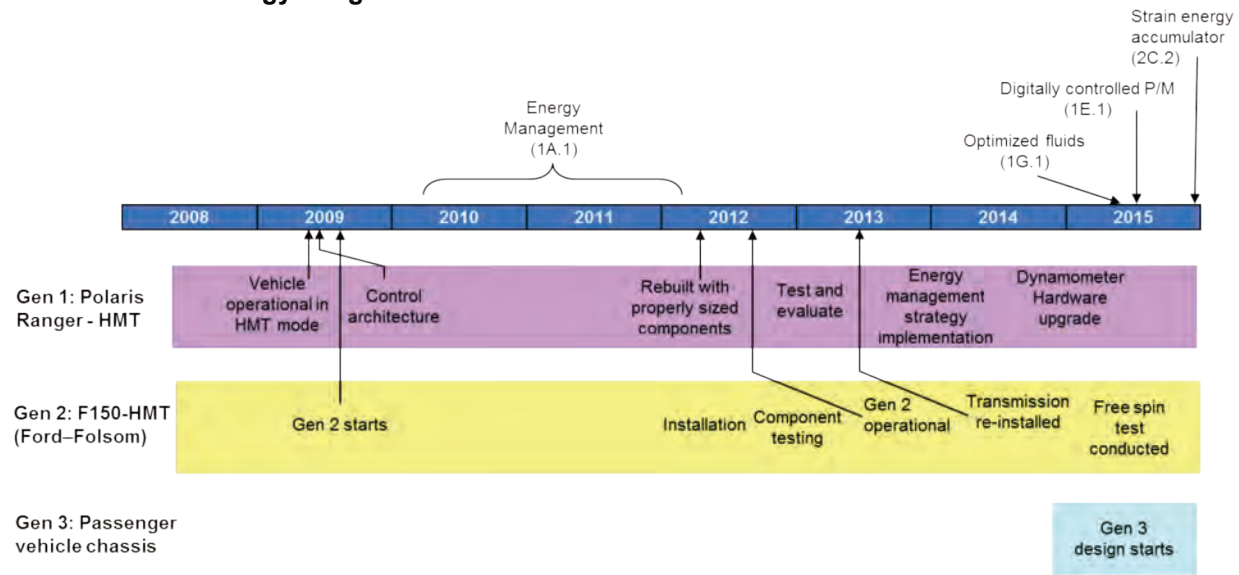 Strain energy
accumulator
(2C.2)
Digitally controlled P/M
(1E.1)
Energy
Management
(1A.1)
Optimized fluids
(1G.1)
2008 2009 2010 2011 2012 2013 2014 2015
Gen 1: Polaris
Ranger - HMT
Vehicle
operational in
HMT mode
Control
architecture
Rebuilt with
properly sized
components
Test and
evaluate
Energy
management
strategy
implementation
Dynamometer
Hardware
upgrade
Gen 2: F150-HMT
(Ford–Folsom)
Gen 2 starts
Installation
Component
testing
Gen 2
operational
Transmission
re-installed
Free spin
test
conducted
Gen 3: Passenger
vehicle chassis
Gen 3
design starts